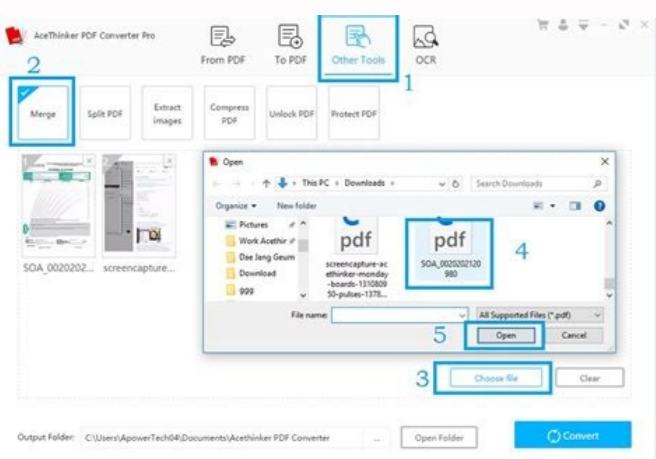 AceThinker PDF Converter Pro
From PDF
To PDF
Other Tools
OCR
1
2
Merge
Split PDF
Extract images
Compress PDF
Unlock PDF
Protect PDF
SOA_0020202...
screencapture...
Open
This PC › Downloads ›
Search Downloads
Organize
New folder
Pictures
Work Acethir
Dae Jang Geum
Download
999
pdf
screencapture-ac
ethinker-monday
-boards-1310809
50-pulses-1378...
pdf
SOA_0020202120
980
4
File name:
All Supported Files (*.pdf)
5
Open
Cancel
3
Choose file
Clear
Output Folder:
C:\Users\ApowerTech04\Documents\Acethinker PDF Converter
...
Open Folder
Convert